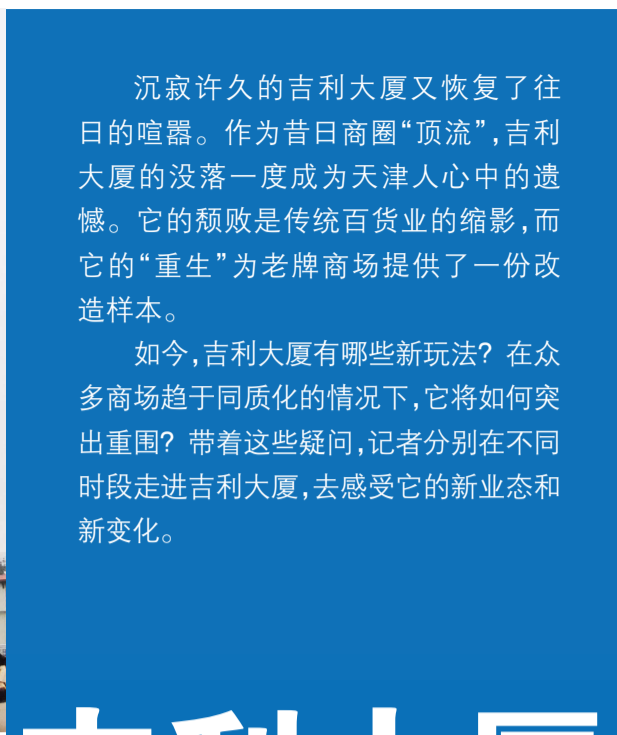 沉寂许久的吉利大厦又恢复了往
日的喧嚣。作为昔日商圈“顶流”,吉利
大厦的没落一度成为天津人心中的遗
憾。它的颓败是传统百货业的缩影,而
它的“重生”为老牌商场提供了一份改
造样本。
如今,吉利大厦有哪些新玩法? 在众
多商场趋于同质化的情况下,它将如何突
出重围? 带着这些疑问,记者分别在不同
时段走进吉利大厦,去感受它的新业态和
新变化。
吉利大厦